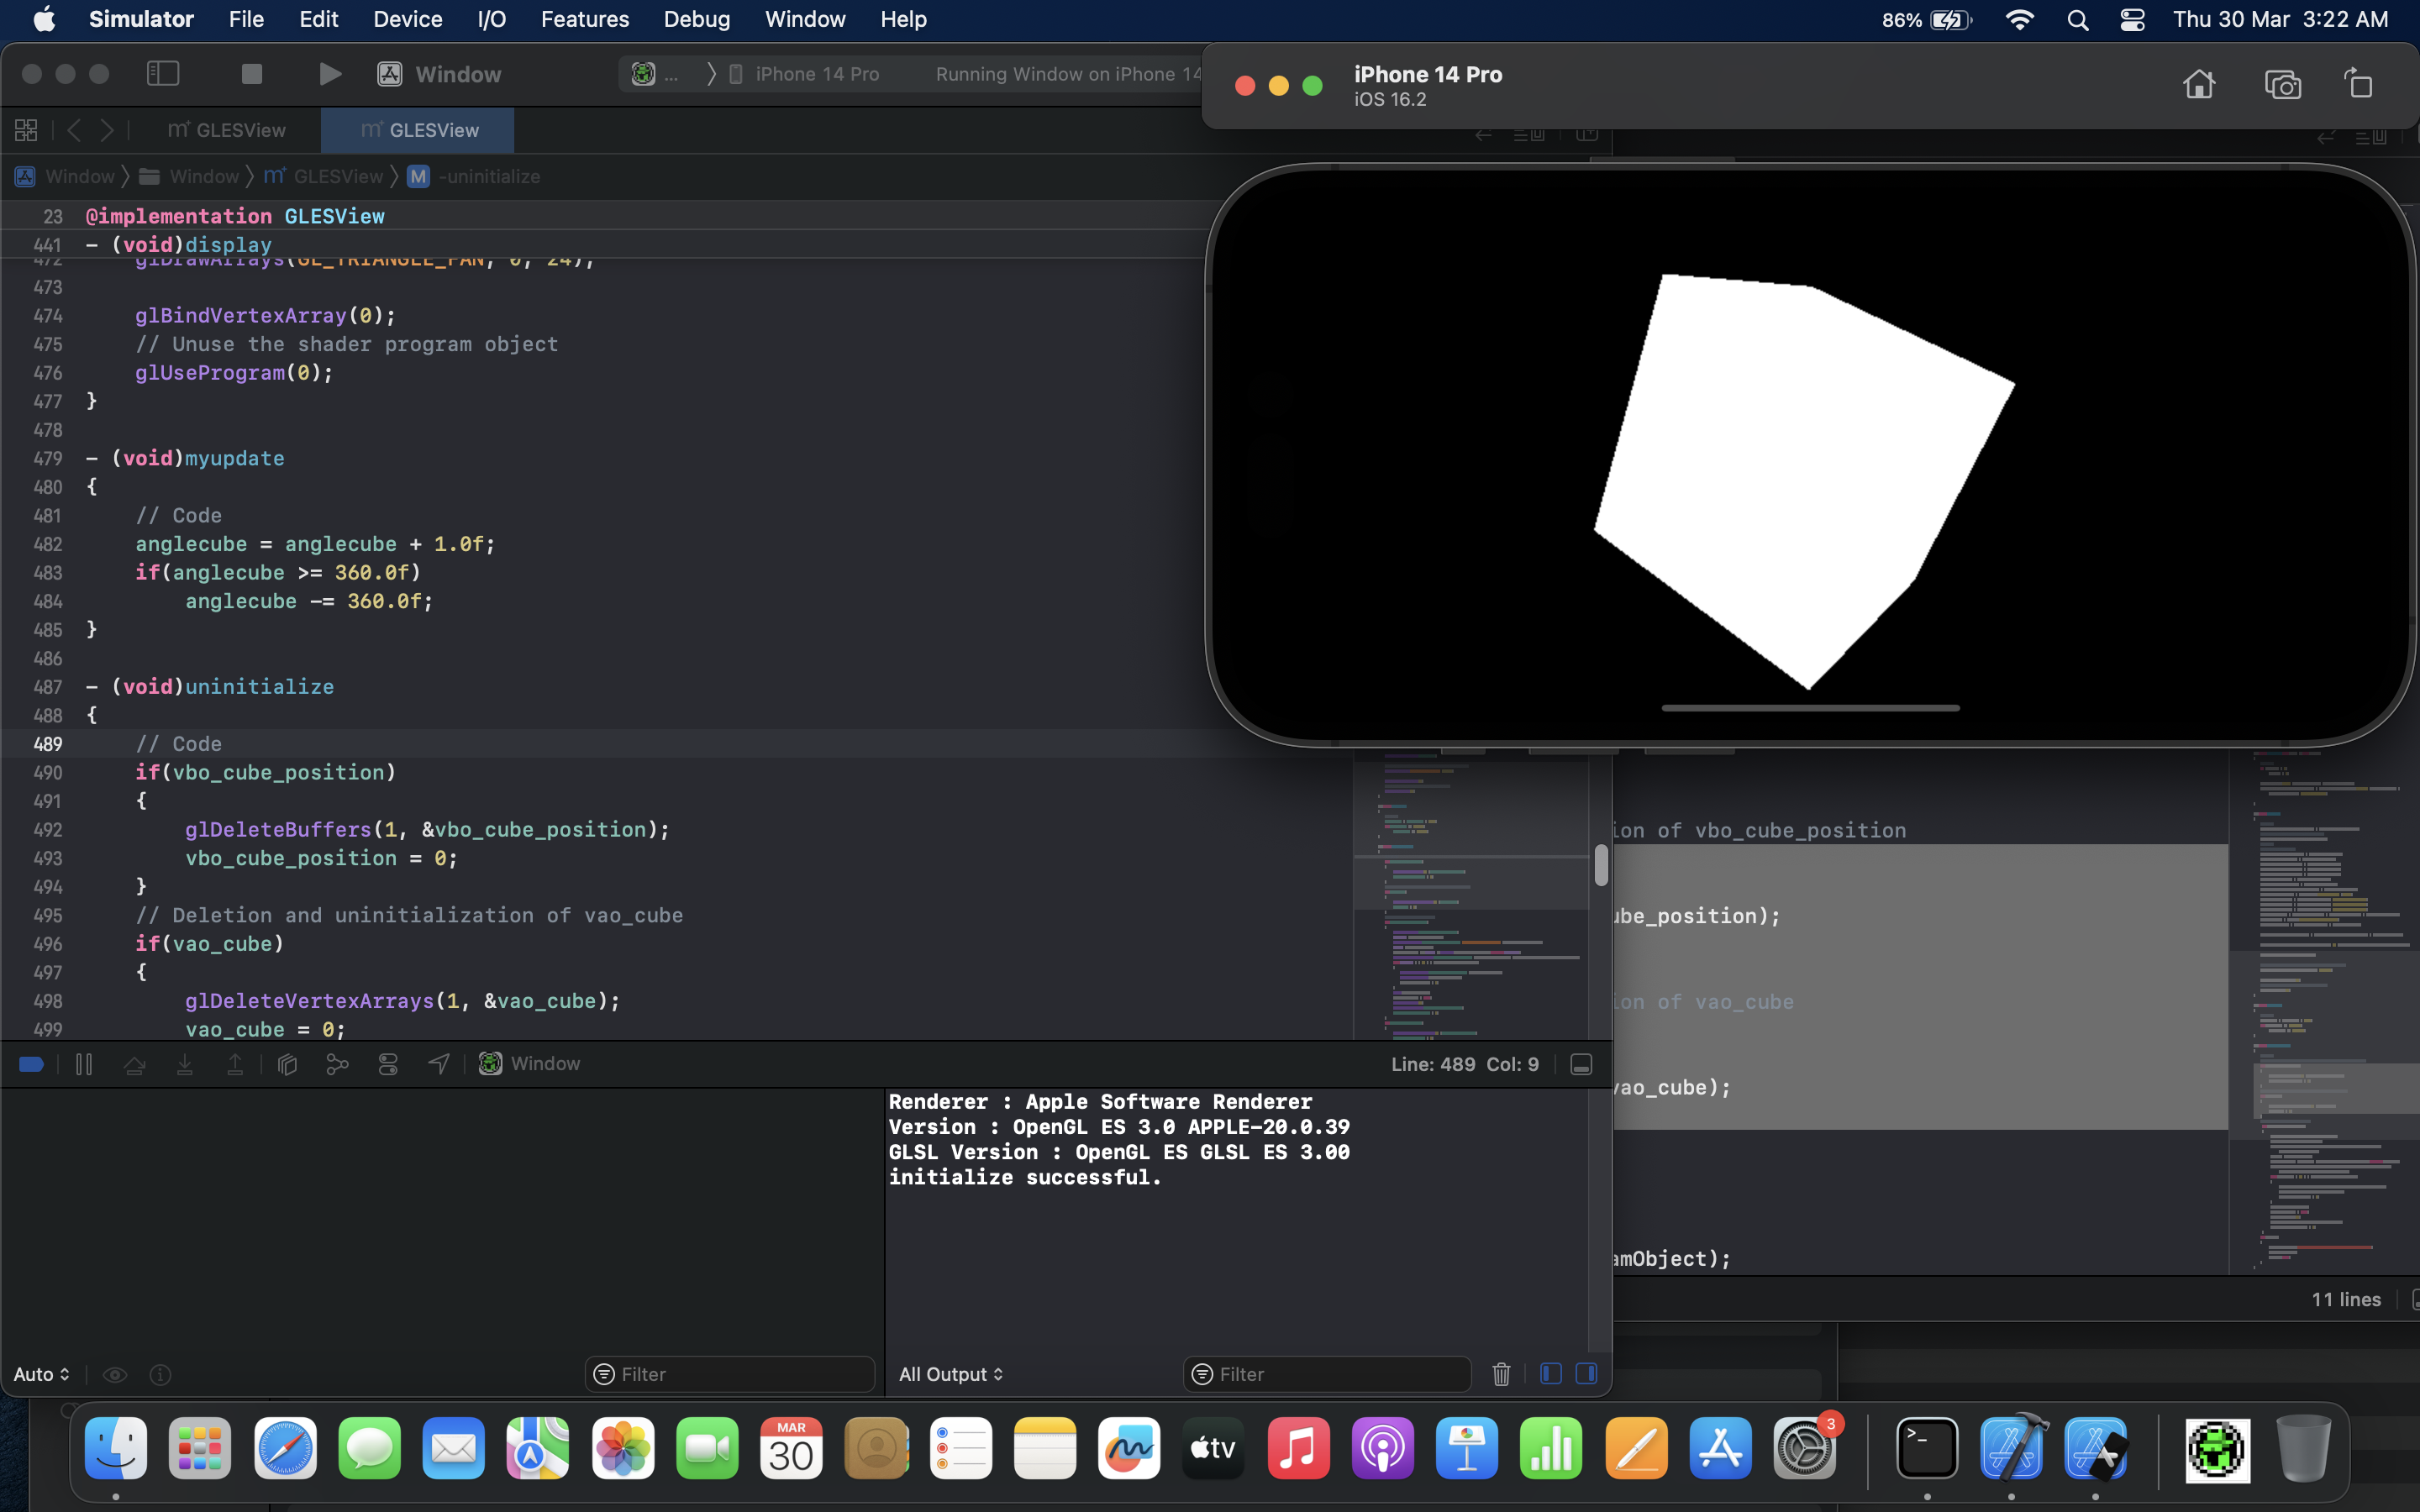 Simulator File Edit Device I/O Features Debug Window Help 86% Thu 30 Mar 3:22 AM
Window ... iPhone 14 Pro Running Window on iPhone 14
iPhone 14 Pro
iOS 16.2
GLESView GLESView
Window Window GLESView M -uninitialize
23 @implementation GLESView
441 - (void)display
472 glDrawArrays(GL_TRIANGLE_FAN, 0, 24);
473
474 glBindVertexArray(0);
475 // Unuse the shader program object
476 glUseProgram(0);
477 }
478
479 - (void)myupdate
480 {
481 // Code
482 anglecube = anglecube + 1.0f;
483 if(anglecube >= 360.0f)
484 anglecube -= 360.0f;
485 }
486
487 - (void)uninitialize
488 {
489 // Code
490 if(vbo_cube_position)
491 {
492 glDeleteBuffers(1, &vbo_cube_position);
493 vbo_cube_position = 0;
494 }
495 // Deletion and uninitialization of vao_cube
496 if(vao_cube)
497 {
498 glDeleteVertexArrays(1, &vao_cube);
499 vao_cube = 0;
ion of vbo_cube_position
ube_position);
ion of vao_cube
vao_cube);
amObject);
11 lines
Window Line: 489 Col: 9
Renderer : Apple Software Renderer
Version : OpenGL ES 3.0 APPLE-20.0.39
GLSL Version : OpenGL ES GLSL ES 3.00
initialize successful.
Auto Filter All Output Filter
MAR
30
tv
3